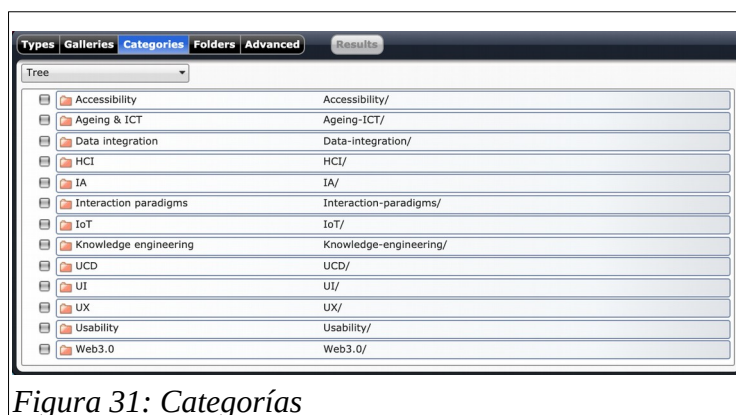 Types Galleries Categories Folders Advanced Results
Tree
Accessibility Accessibility/
Ageing & ICT Ageing-ICT/
Data integration Data-integration/
HCI HCI/
IA IA/
Interaction paradigms Interaction-paradigms/
IoT IoT/
Knowledge engineering Knowledge-engineering/
UCD UCD/
UI UI/
UX UX/
Usability Usability/
Web3.0 Web3.0/
Figura 31: Categorías